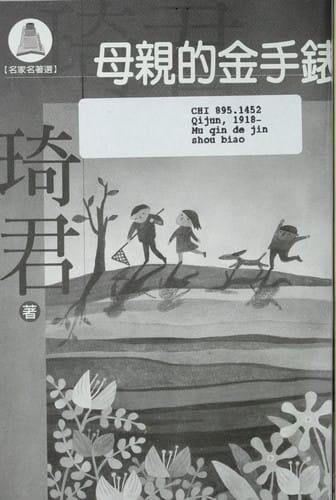 【名家名著選】
母親的金手錶
CHI 895.1452
Qijun, 1918-
Mu qin de jin
shou biao
琦君
著